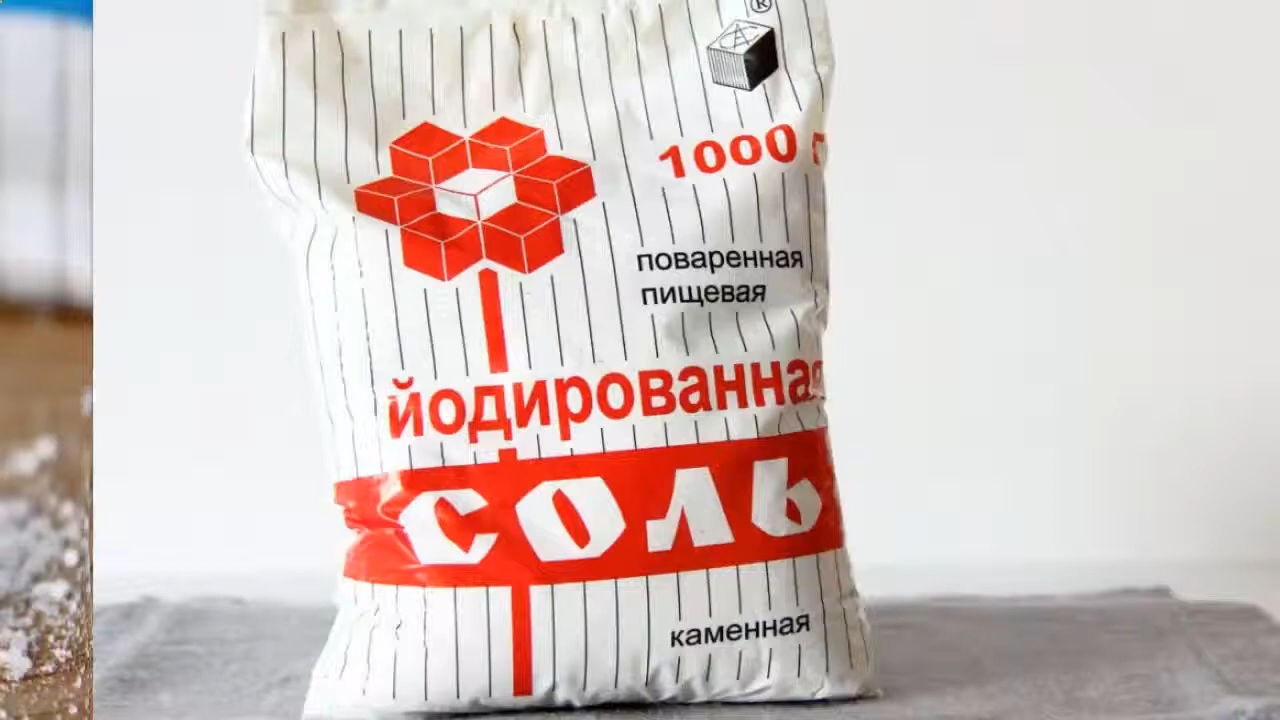 ®
1000 г
поваренная
пищевая
йодированная
СОЛЬ
каменная